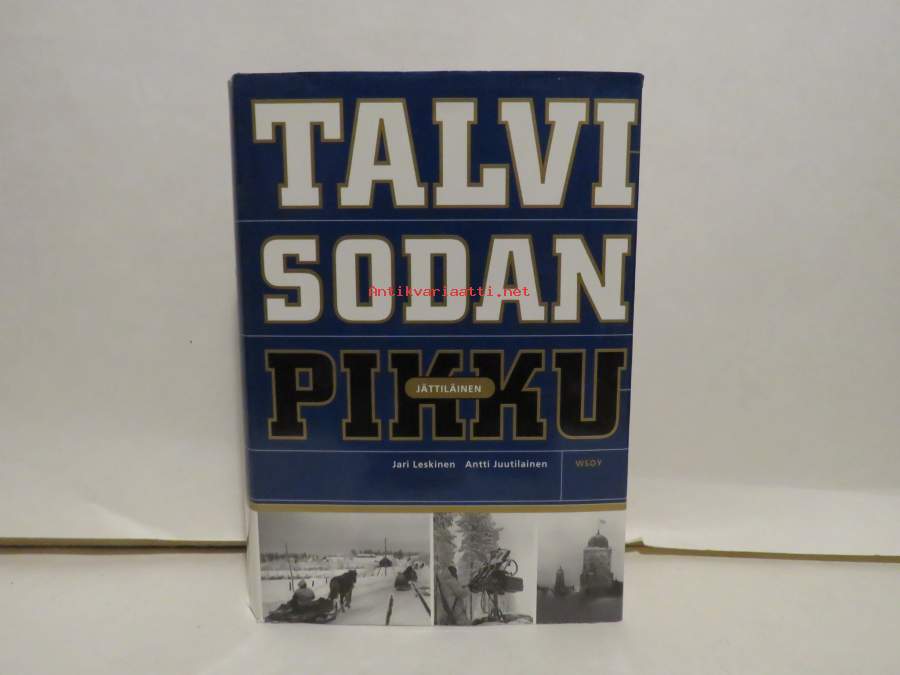 TALVI
SODAN
Antikvariaatti.net
PIKKU
JÄTTILÄINEN
Jari Leskinen Antti Juutilainen WSOY